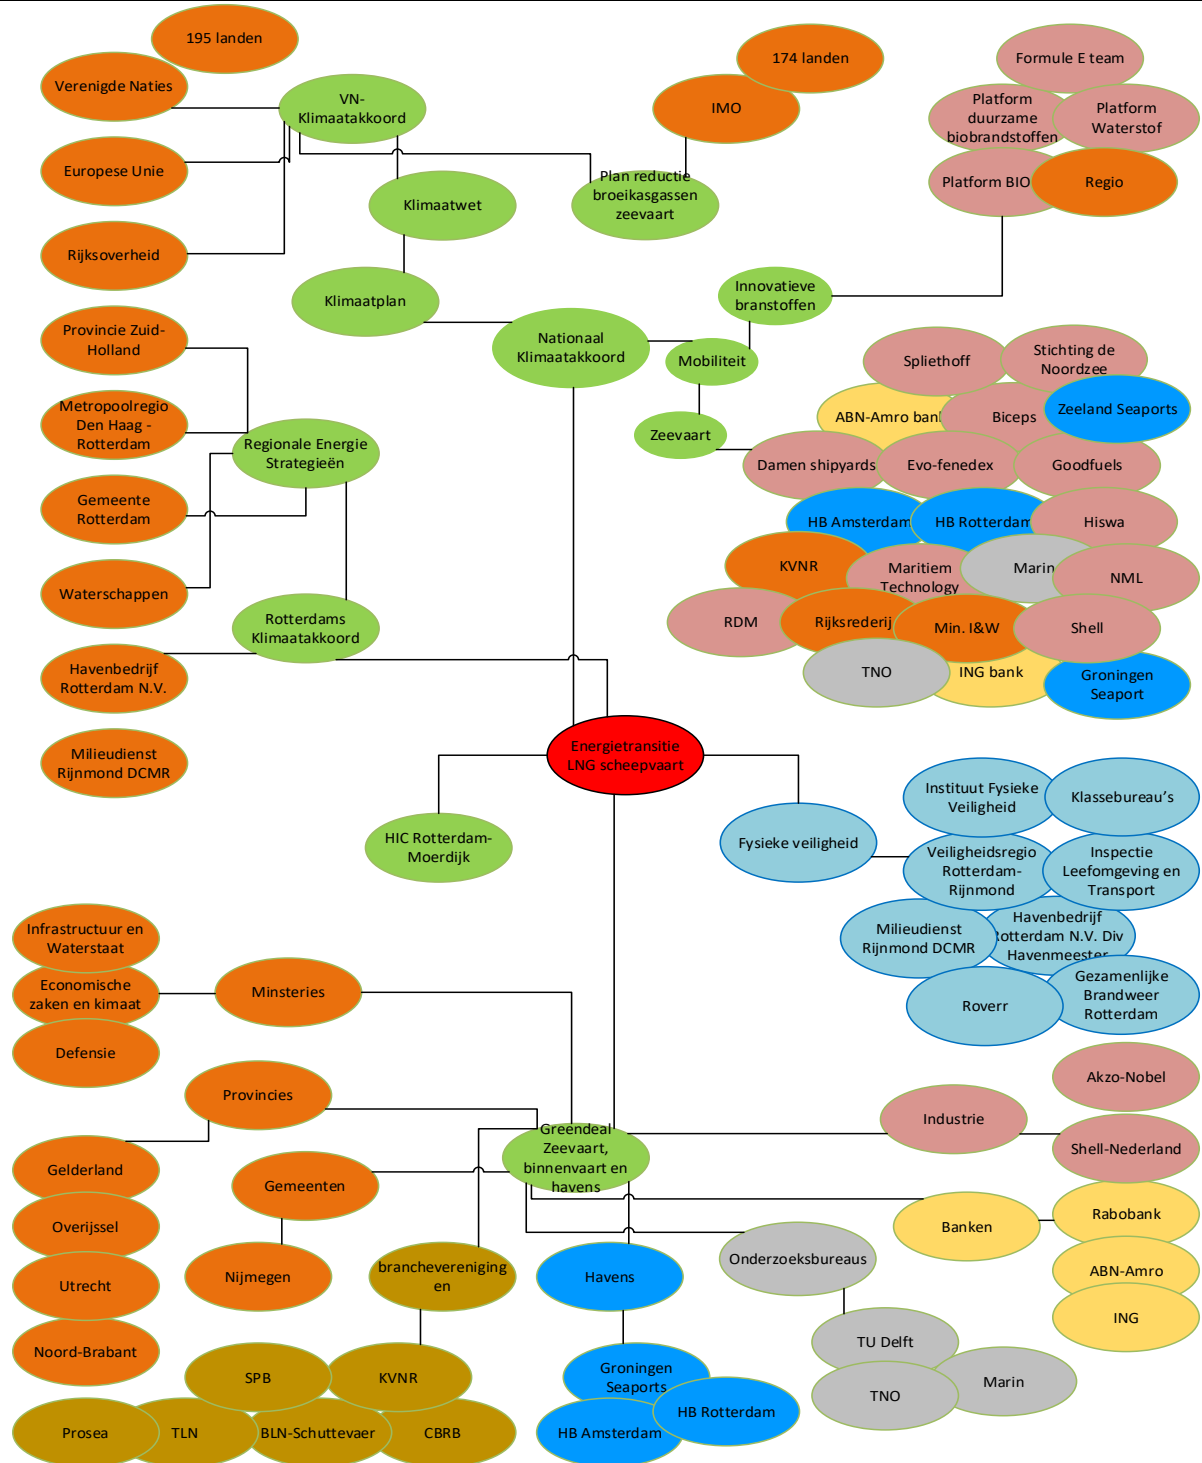 195 landen
Verenigde Naties
VN-
Klimaatakkoord
174 landen
IMO
Formule E team
Platform
duurzame
biobrandstoffen
Platform
Waterstof
Platform BIO
Regio
Europese Unie
Klimaatwet
Plan reductie
broeikasgassen
zeevaart
Rijksoverheid
Klimaatplan
Innovatieve
branstoffen
Provincie Zuid-
Holland
Nationaal
Klimaatakkoord
Mobiliteit
Spliethoff
Stichting de
Noordzee
Metropoolregio
Den Haag -
Rotterdam
Regionale Energie
Strategieën
Zeevaart
ABN-Amro bank
Biceps
Zeeland Seaports
Damen shipyards
Evo-fenedex
Goodfuels
Gemeente
Rotterdam
HB Amsterdam
HB Rotterdam
Hiswa
Waterschappen
KVNR
Maritiem
Technology
Marin
NML
Rotterdams
Klimaatakkoord
RDM
Rijksrederij
Min. I&W
Shell
Havenbedrijf
Rotterdam N.V.
TNO
ING bank
Groningen
Seaport
Milieudienst
Rijnmond DCMR
Energietransitie
LNG scheepvaart
HIC Rotterdam-
Moerdijk
Fysieke veiligheid
Instituut Fysieke
Veiligheid
Klassebureau’s
Veiligheidsregio
Rotterdam-
Rijnmond
Inspectie
Leefomgeving en
Transport
Milieudienst
Rijnmond DCMR
Havenbedrijf
Rotterdam N.V. Div
Havenmeester
Roverr
Gezamenlijke
Brandweer
Rotterdam
Infrastructuur en
Waterstaat
Economische
zaken en kimaat
Minsteries
Defensie
Provincies
Akzo-Nobel
Industrie
Greendeal
Zeevaart,
binnenvaart en
havens
Shell-Nederland
Gelderland
Gemeenten
Overijssel
Banken
Rabobank
Utrecht
Nijmegen
branchevereniging
en
Havens
Onderzoeksbureaus
ABN-Amro
ING
Noord-Brabant
SPB
KVNR
Groningen
Seaports
TU Delft
Marin
TNO
Prosea
TLN
BLN-Schuttevaer
CBRB
HB Amsterdam
HB Rotterdam